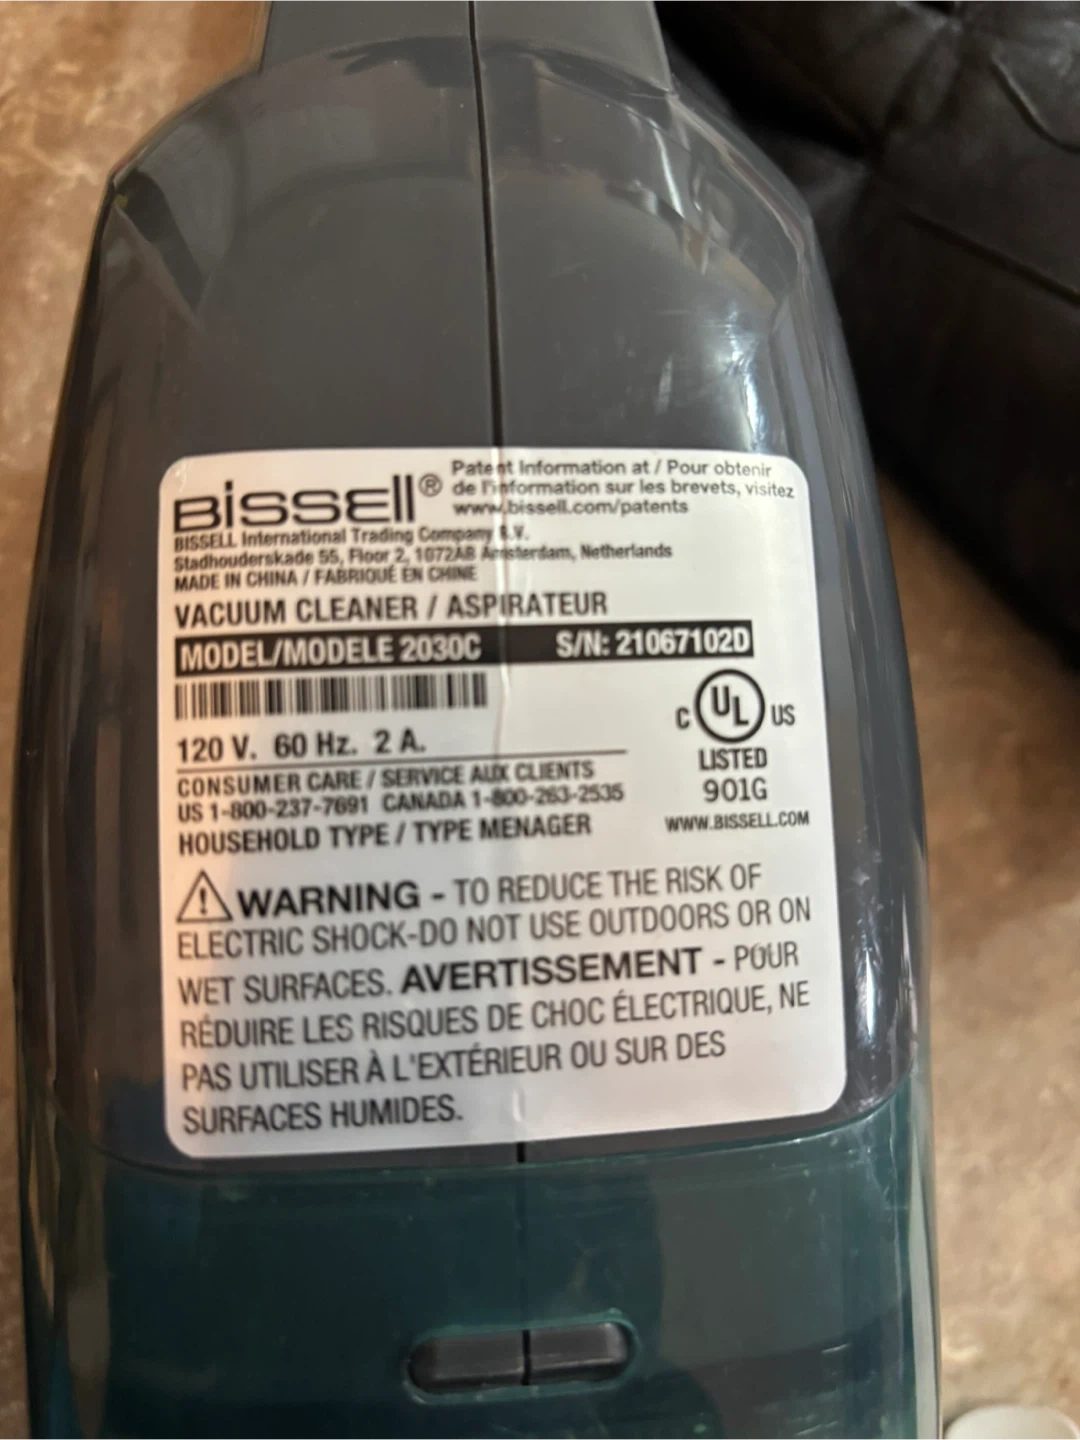 BISSELL®
Patent Information at / Pour obtenir
de l'information sur les brevets, visitez
www.bissell.com/patents
BISSELL International Trading Company B.V.
Stadhouderskade 55, Floor 2, 1072AB Amsterdam, Netherlands
MADE IN CHINA / FABRIQUÉ EN CHINE
VACUUM CLEANER / ASPIRATEUR
MODEL/MODELE 2030C S/N: 21067102D
C UL US
LISTED
901G
120 V. 60 Hz. 2 A.
CONSUMER CARE / SERVICE AUX CLIENTS
US 1-800-237-7691 CANADA 1-800-263-2535
HOUSEHOLD TYPE / TYPE MENAGER
WWW.BISSELL.COM
WARNING - TO REDUCE THE RISK OF
ELECTRIC SHOCK-DO NOT USE OUTDOORS OR ON
WET SURFACES. AVERTISSEMENT - POUR
RÉDUIRE LES RISQUES DE CHOC ÉLECTRIQUE, NE
PAS UTILISER À L'EXTÉRIEUR OU SUR DES
SURFACES HUMIDES.